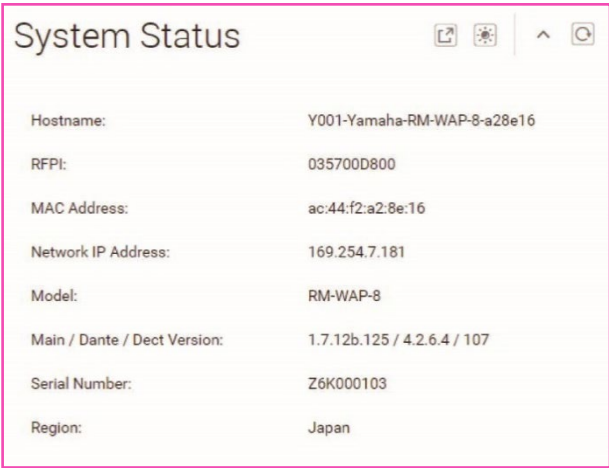 System Status
Hostname: Y001-Yamaha-RM-WAP-8-a28e16
RFPI: 035700D800
MAC Address: ac:44:f2:a2:8e:16
Network IP Address: 169.254.7.181
Model: RM-WAP-8
Main / Dante / Dect Version: 1.7.12b.125 / 4.2.6.4 / 107
Serial Number: Z6K000103
Region: Japan